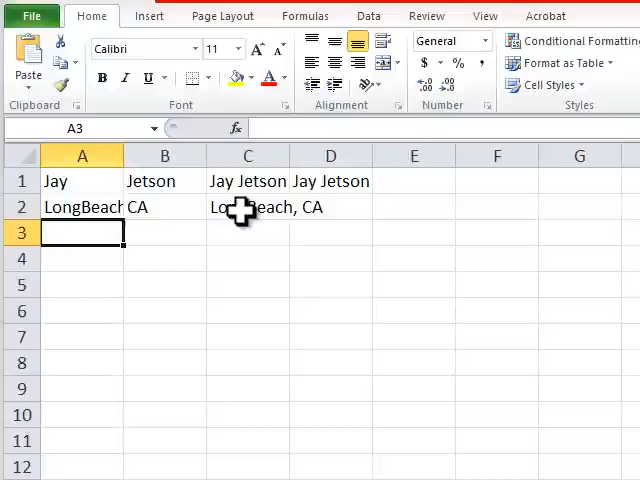 File Home Insert Page Layout Formulas Data Review View Acrobat
Paste
Calibri 11
B I U A A A
General
$ % ,
Conditional Formatting
Format as Table
Cell Styles
Clipboard Font Alignment Number Styles
A3 fx
A B C D E F G
1 Jay Jetson Jay Jetson Jay Jetson
2 LongBeach CA LongBeach, CA
3
4
5
6
7
8
9
10
11
12